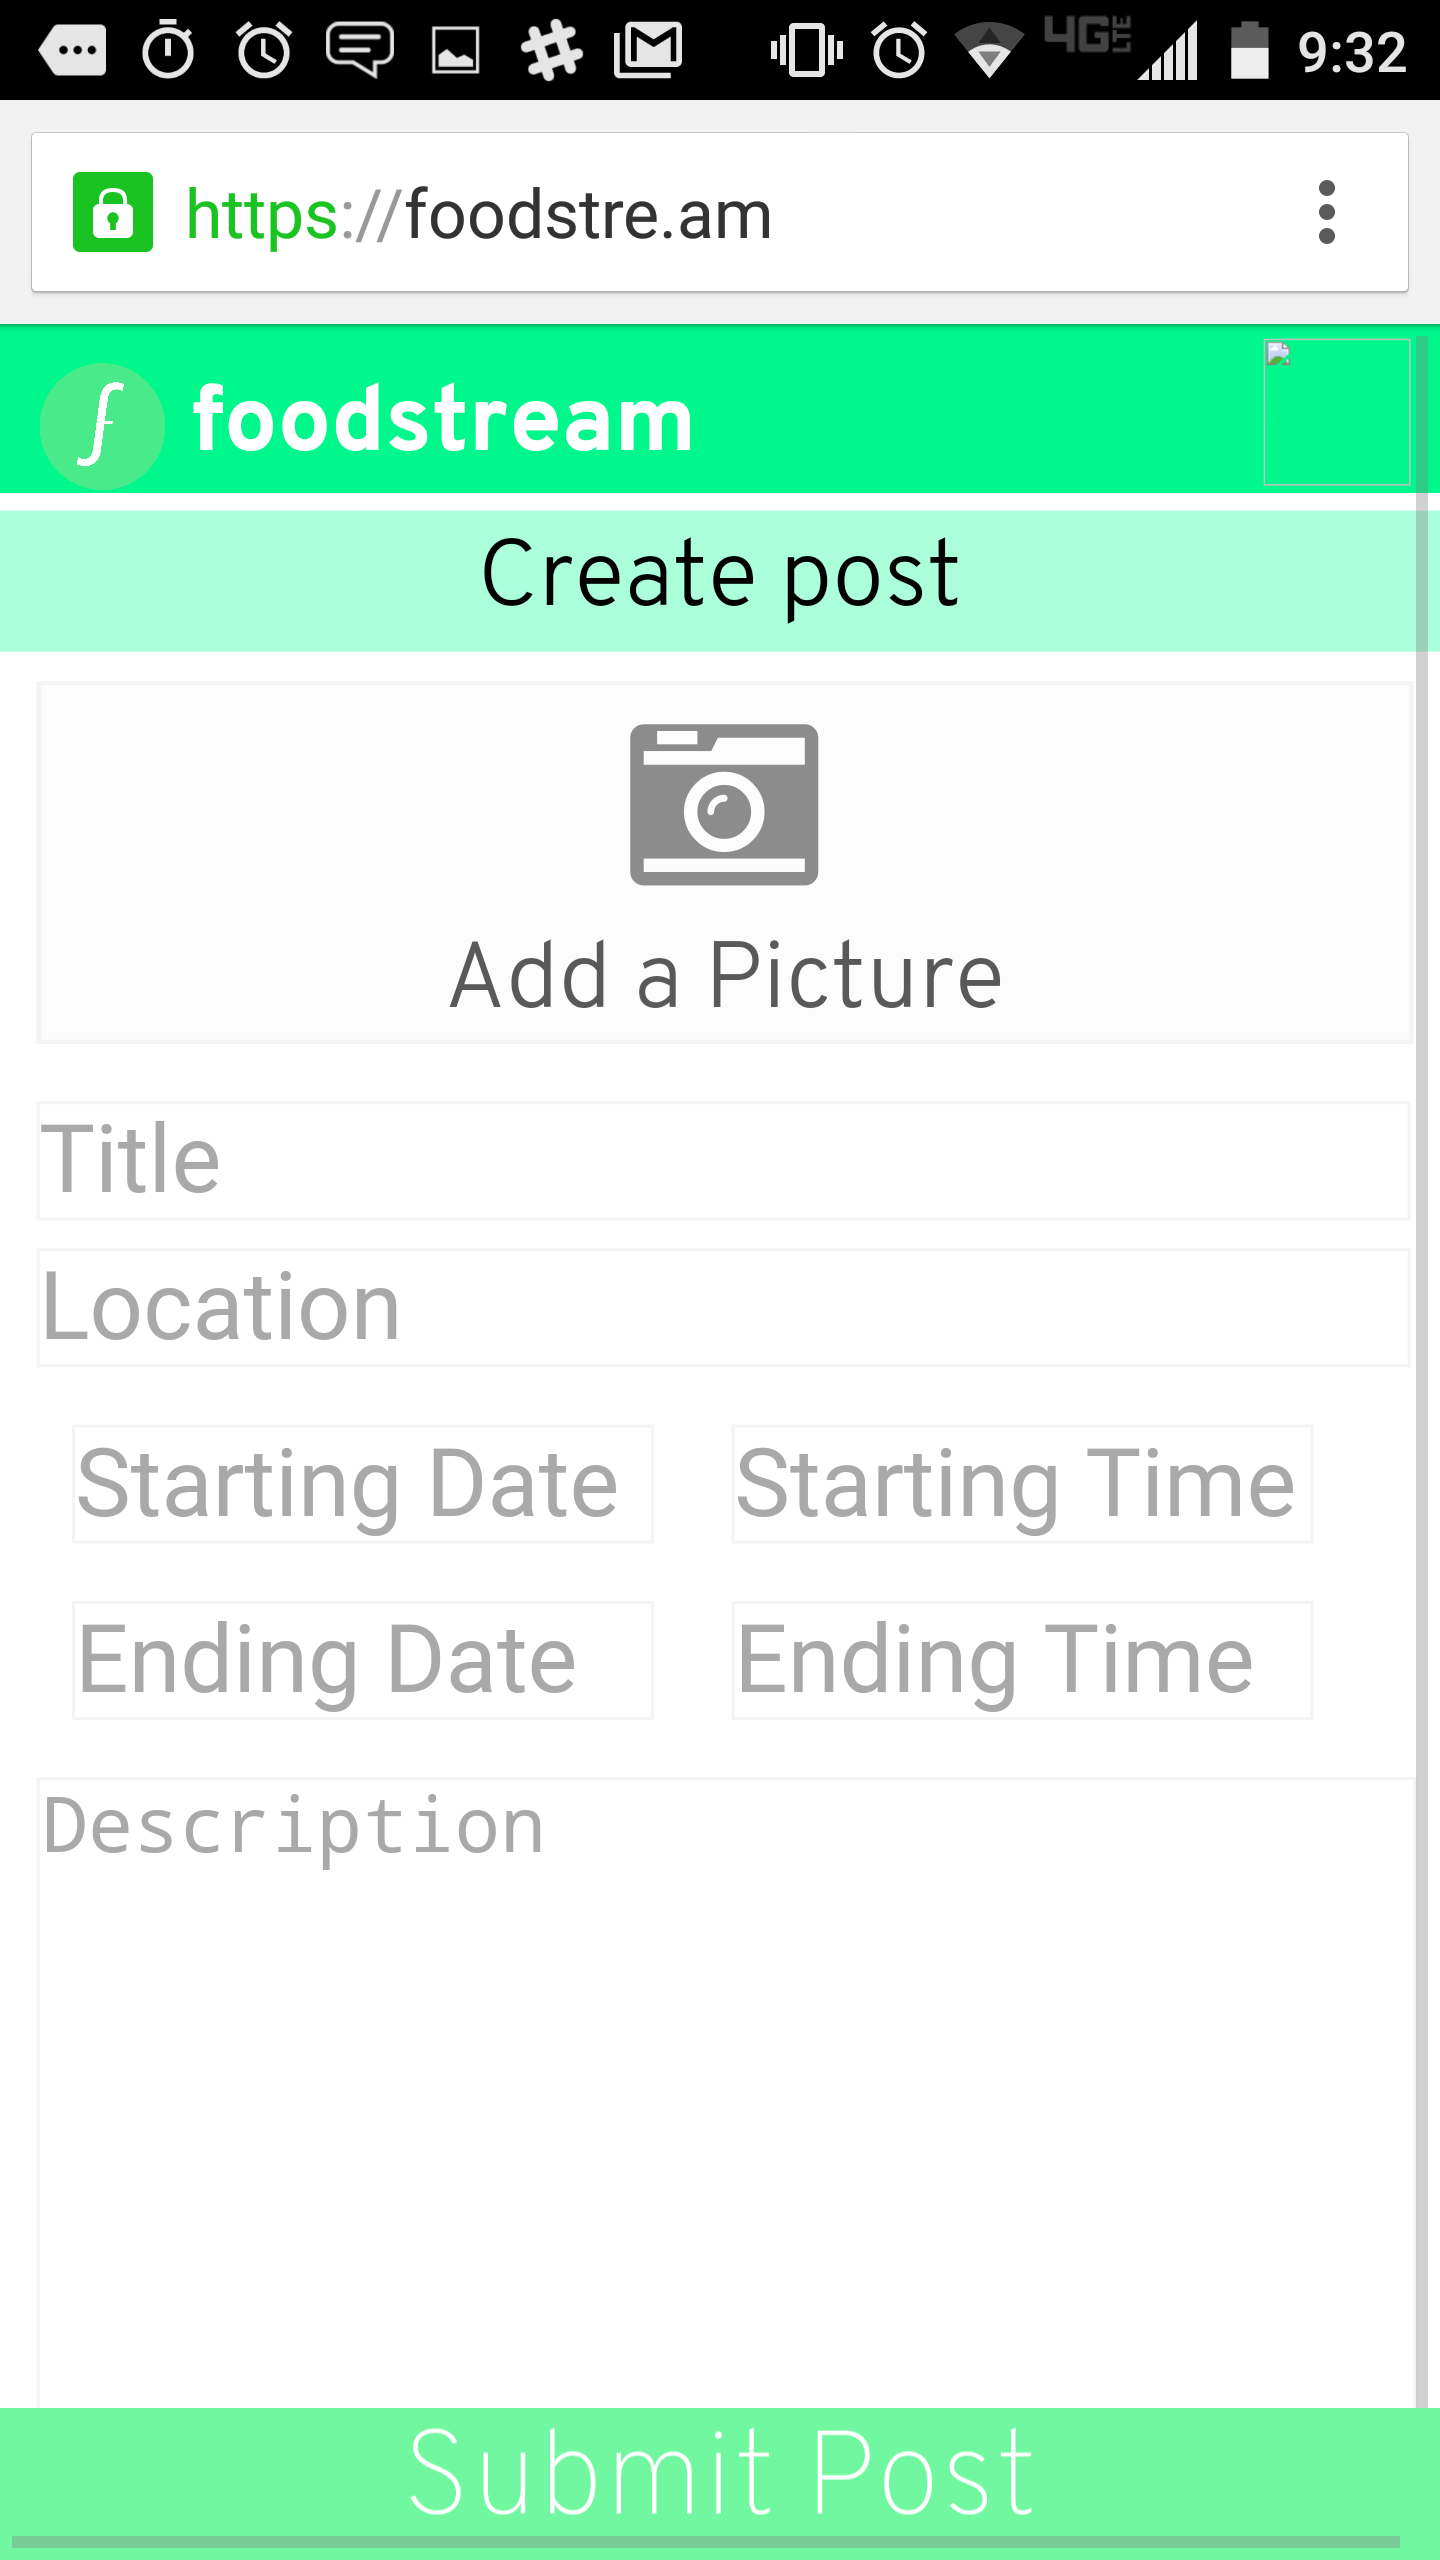 4G LTE 9:32
https://foodstre.am
f foodstream
Create post
Add a Picture
Title
Location
Starting Date Starting Time
Ending Date Ending Time
Description
Submit Post